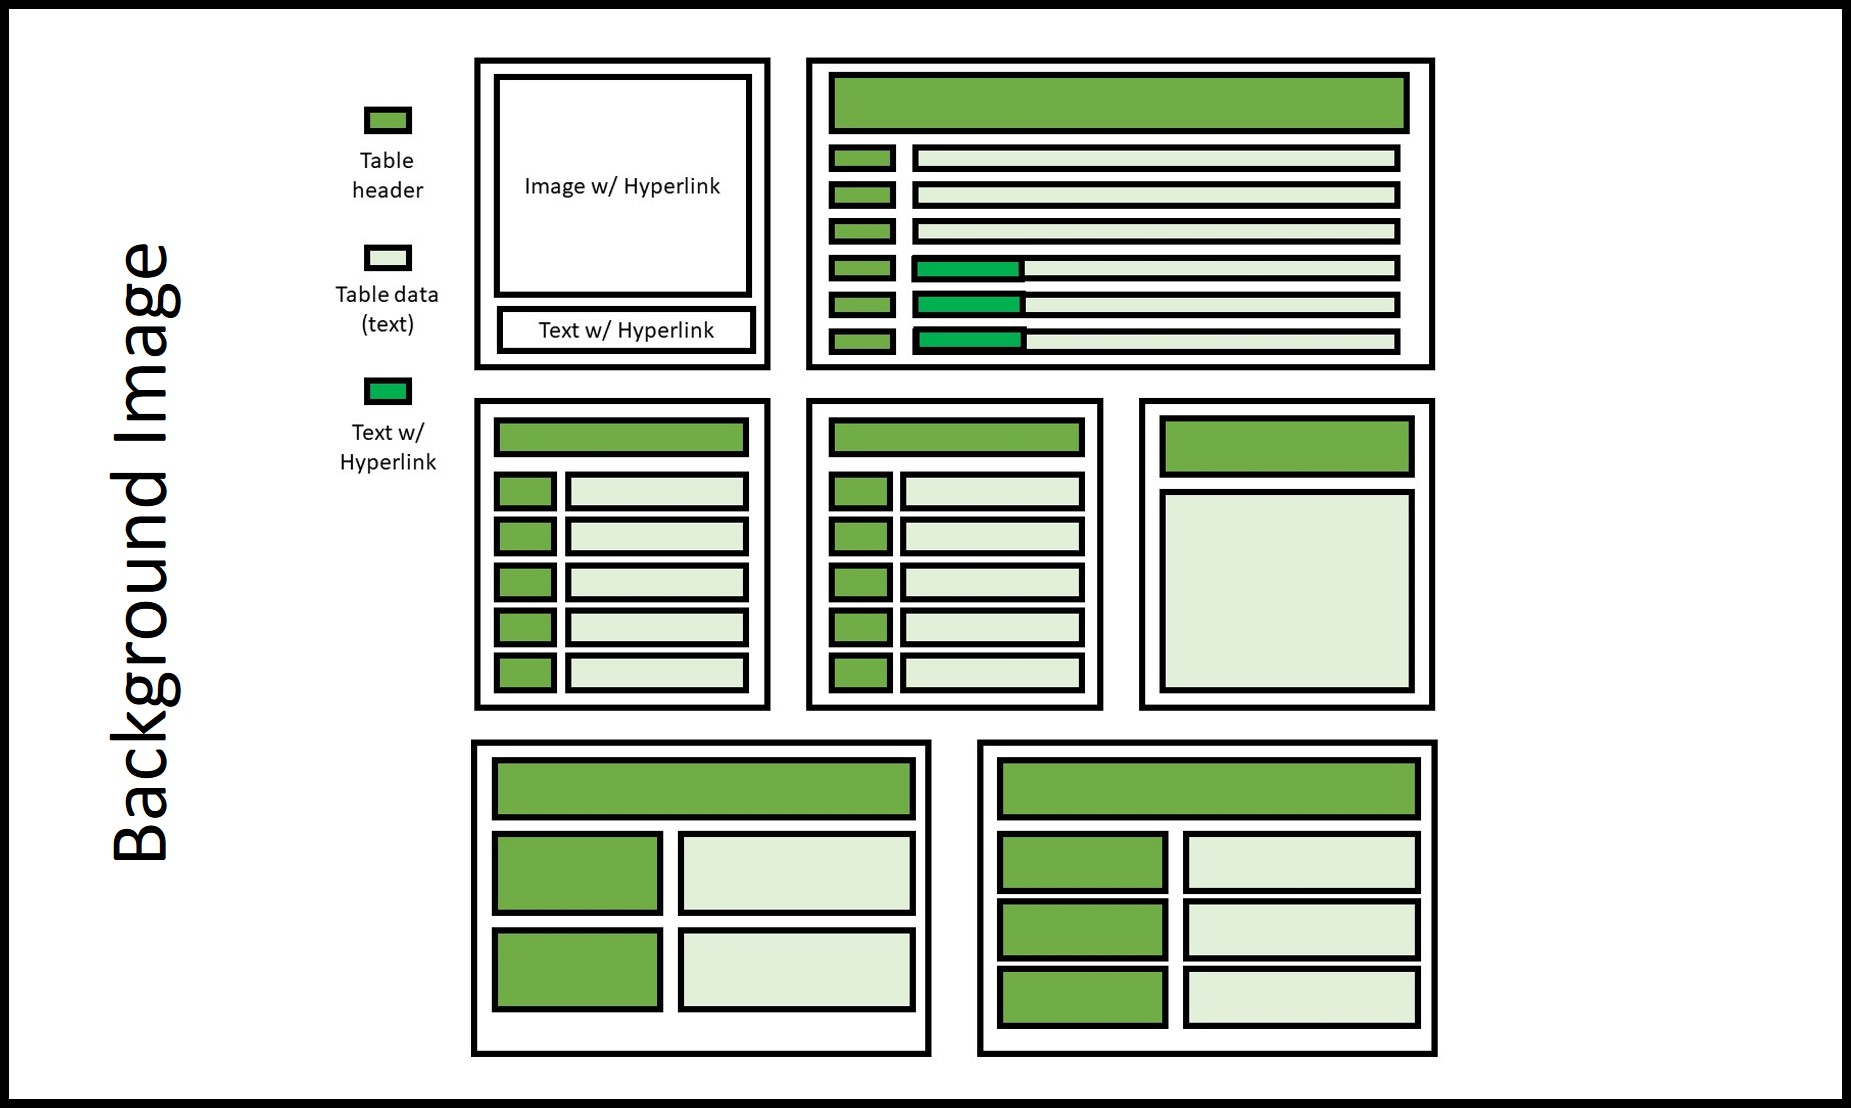 Background Image
Table
header
Table data
(text)
Text w/
Hyperlink
Image w/ Hyperlink
Text w/ Hyperlink